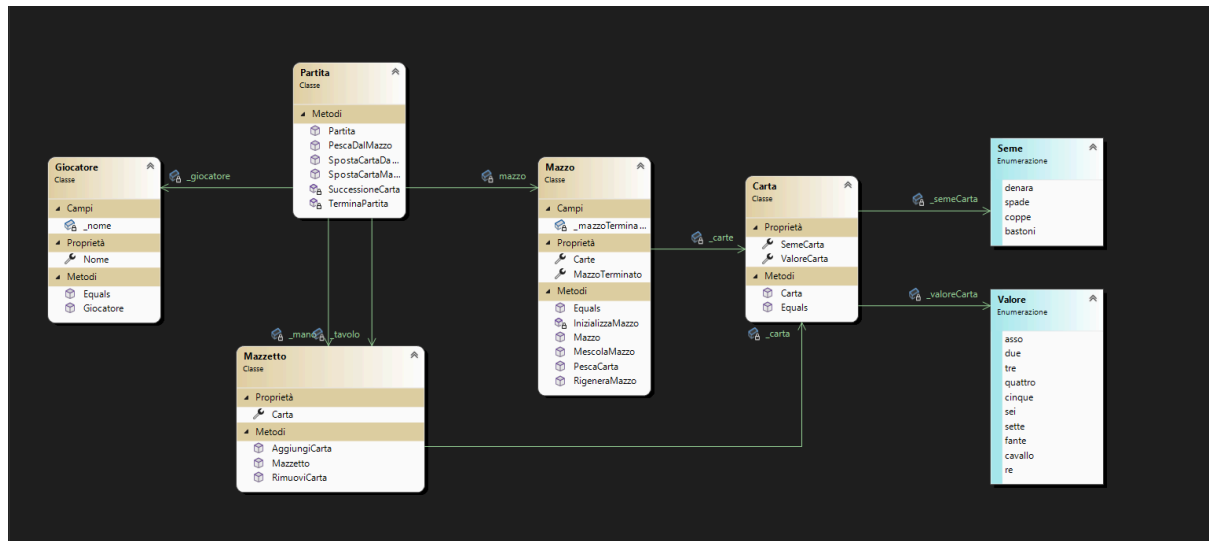 Partita
Classe
Metodi
Partita
PescaDalMazzo
SpostaCartaDa...
SpostaCartaMa...
SuccessioneCarta
TerminaPartita
Giocatore
Classe
Campi
_nome
Proprietà
Nome
Metodi
Equals
Giocatore
_giocatore
mazzo
Mazzo
Classe
Campi
_mazzoTermina...
Proprietà
Carte
MazzoTerminato
Metodi
Equals
InizializzaMazzo
Mazzo
MescolaMazzo
PescaCarta
RigeneraMazzo
_carte
Carta
Classe
Proprietà
SemeCarta
ValoreCarta
Metodi
Carta
Equals
_semeCarta
Seme
Enumerazione
denara
spade
coppe
bastoni
_valoreCarta
Valore
Enumerazione
asso
due
tre
quattro
cinque
sei
sette
fante
cavallo
re
_mano
_tavolo
_carta
Mazzetto
Classe
Proprietà
Carta
Metodi
AggiungiCarta
Mazzetto
RimuoviCarta